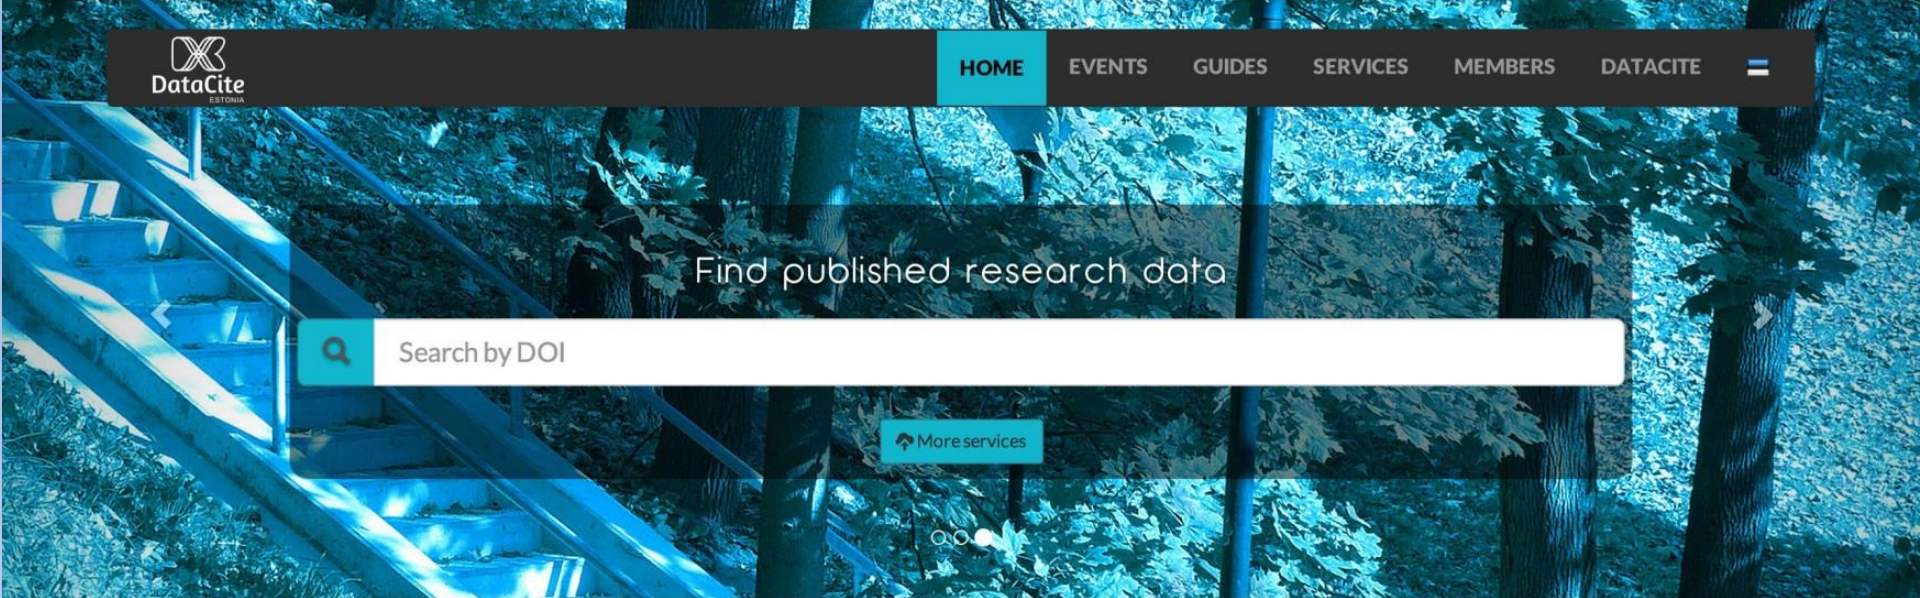 DataCite
ESTONIA
HOME
EVENTS
GUIDES
SERVICES
MEMBERS
DATACITE
Find published research data
Search by DOI
More services